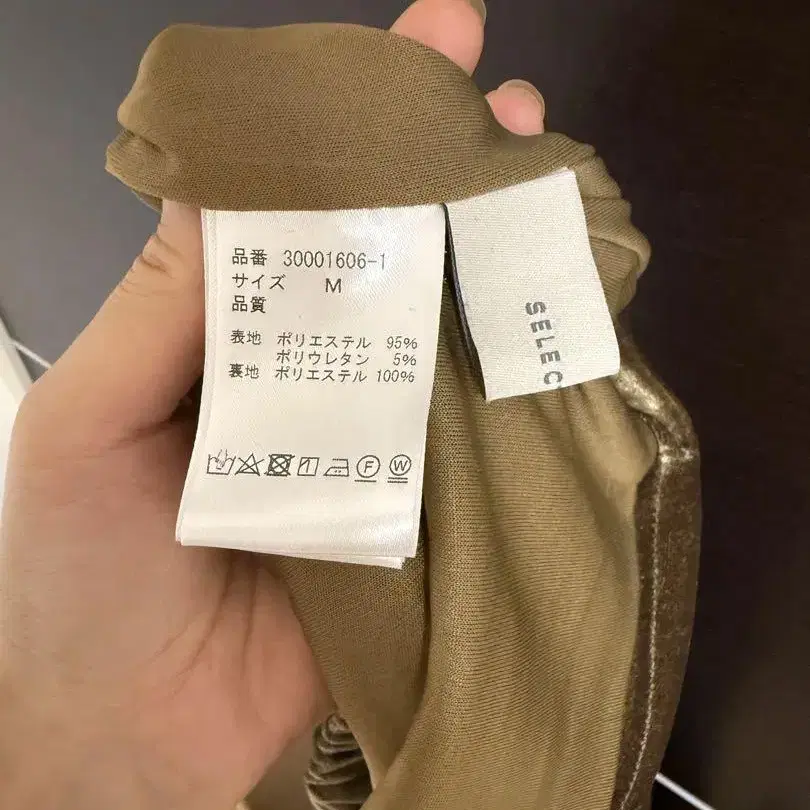 品番 30001606-1
サイズ M
品質
表地 ポリエステル 95%
ポリウレタン 5%
裏地 ポリエステル 100%
F W
SELEC